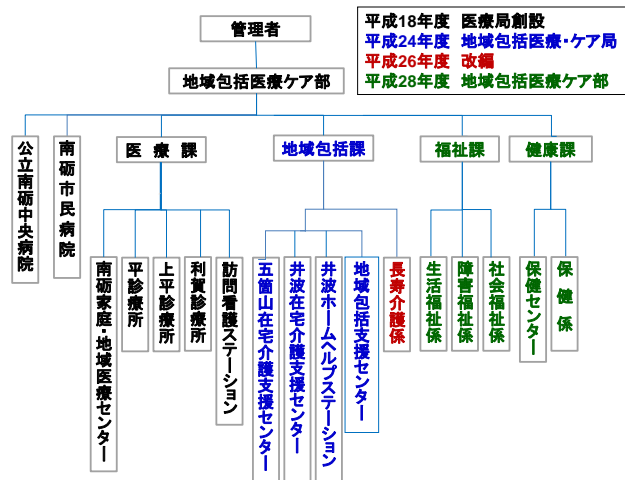 管理者
平成18年度 医療局創設
平成24年度 地域包括医療・ケア局
平成26年度 改編
平成28年度 地域包括医療ケア部
地域包括医療ケア部
公立南砺中央病院
南砺市民病院
医療課
地域包括課
福祉課
健康課
南砺家庭・地域医療センター
平診療所
上平診療所
利賀診療所
訪問看護ステーション
五箇山在宅介護支援センター
井波在宅介護支援センター
井波ホームヘルプステーション
地域包括支援センター
長寿介護係
生活福祉係
障害福祉係
社会福祉係
保健センター
保健係